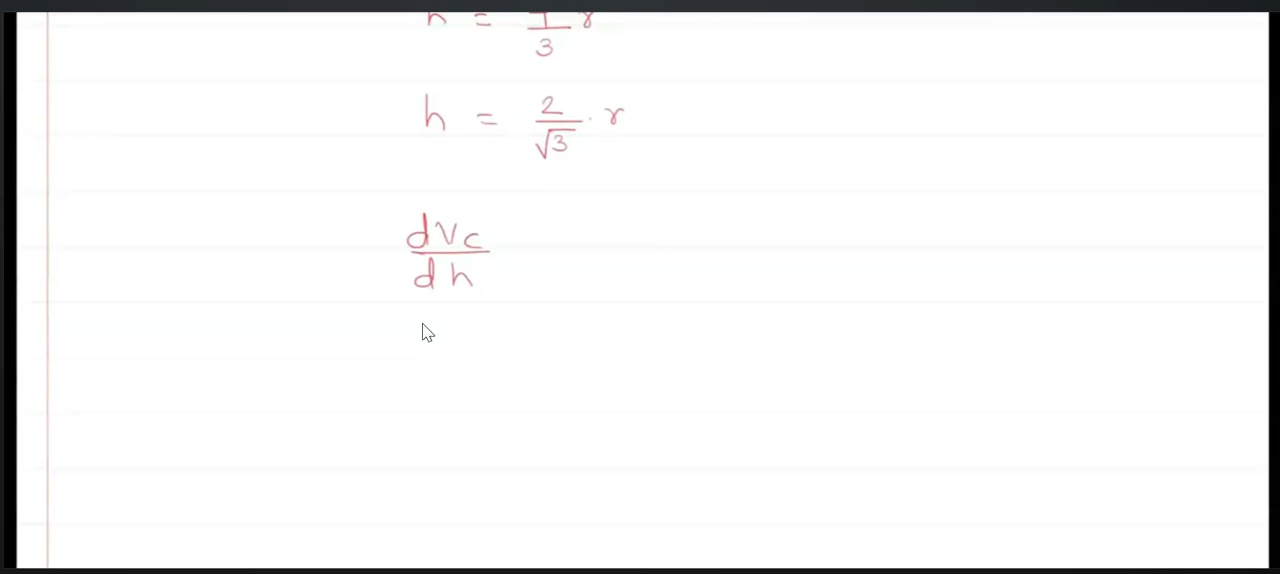 h = 2/√3 . r
dVc/dh